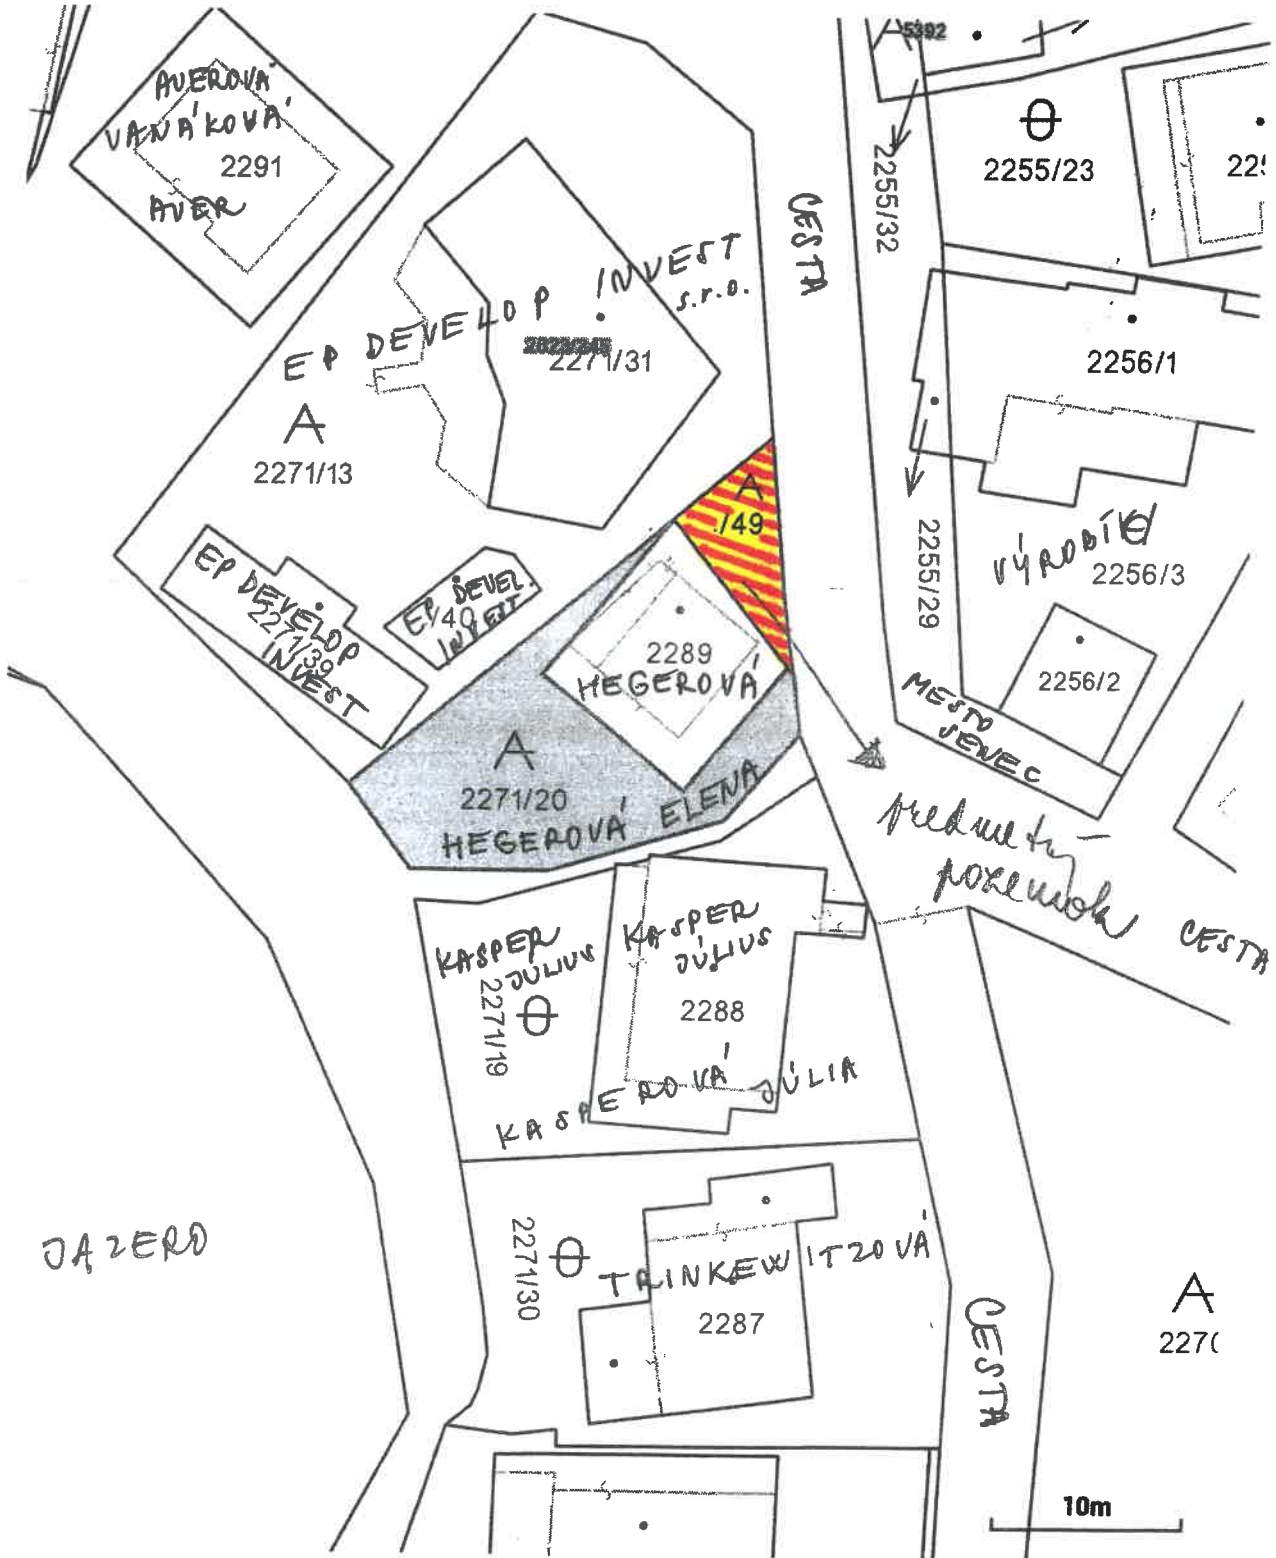 AUEROVÁ
VANÁKOVÁ
2291
AUER
A 5392
2255/32
2255/23
CESTA
EP DEVELOP INVEST
s.r.o.
2271/31
2256/1
A
2271/13
A
./49
EP DEVELOP
2271/39
INVEST
EP DEVEL.
/40
INVEST
2255/29
2256/3
2289
HEGEROVÁ
2256/2
MESTO
SENEC
A
2271/20
HEGEROVÁ ELENA
predmetný
pozemok
CESTA
KASPER
JÚLIUS
2271/19
KASPER
JÚLIUS
2288
KASPEROVÁ JÚLIA
JAZERO
2271/30
TRINKEWITZOVÁ
2287
CESTA
A
2270
10m